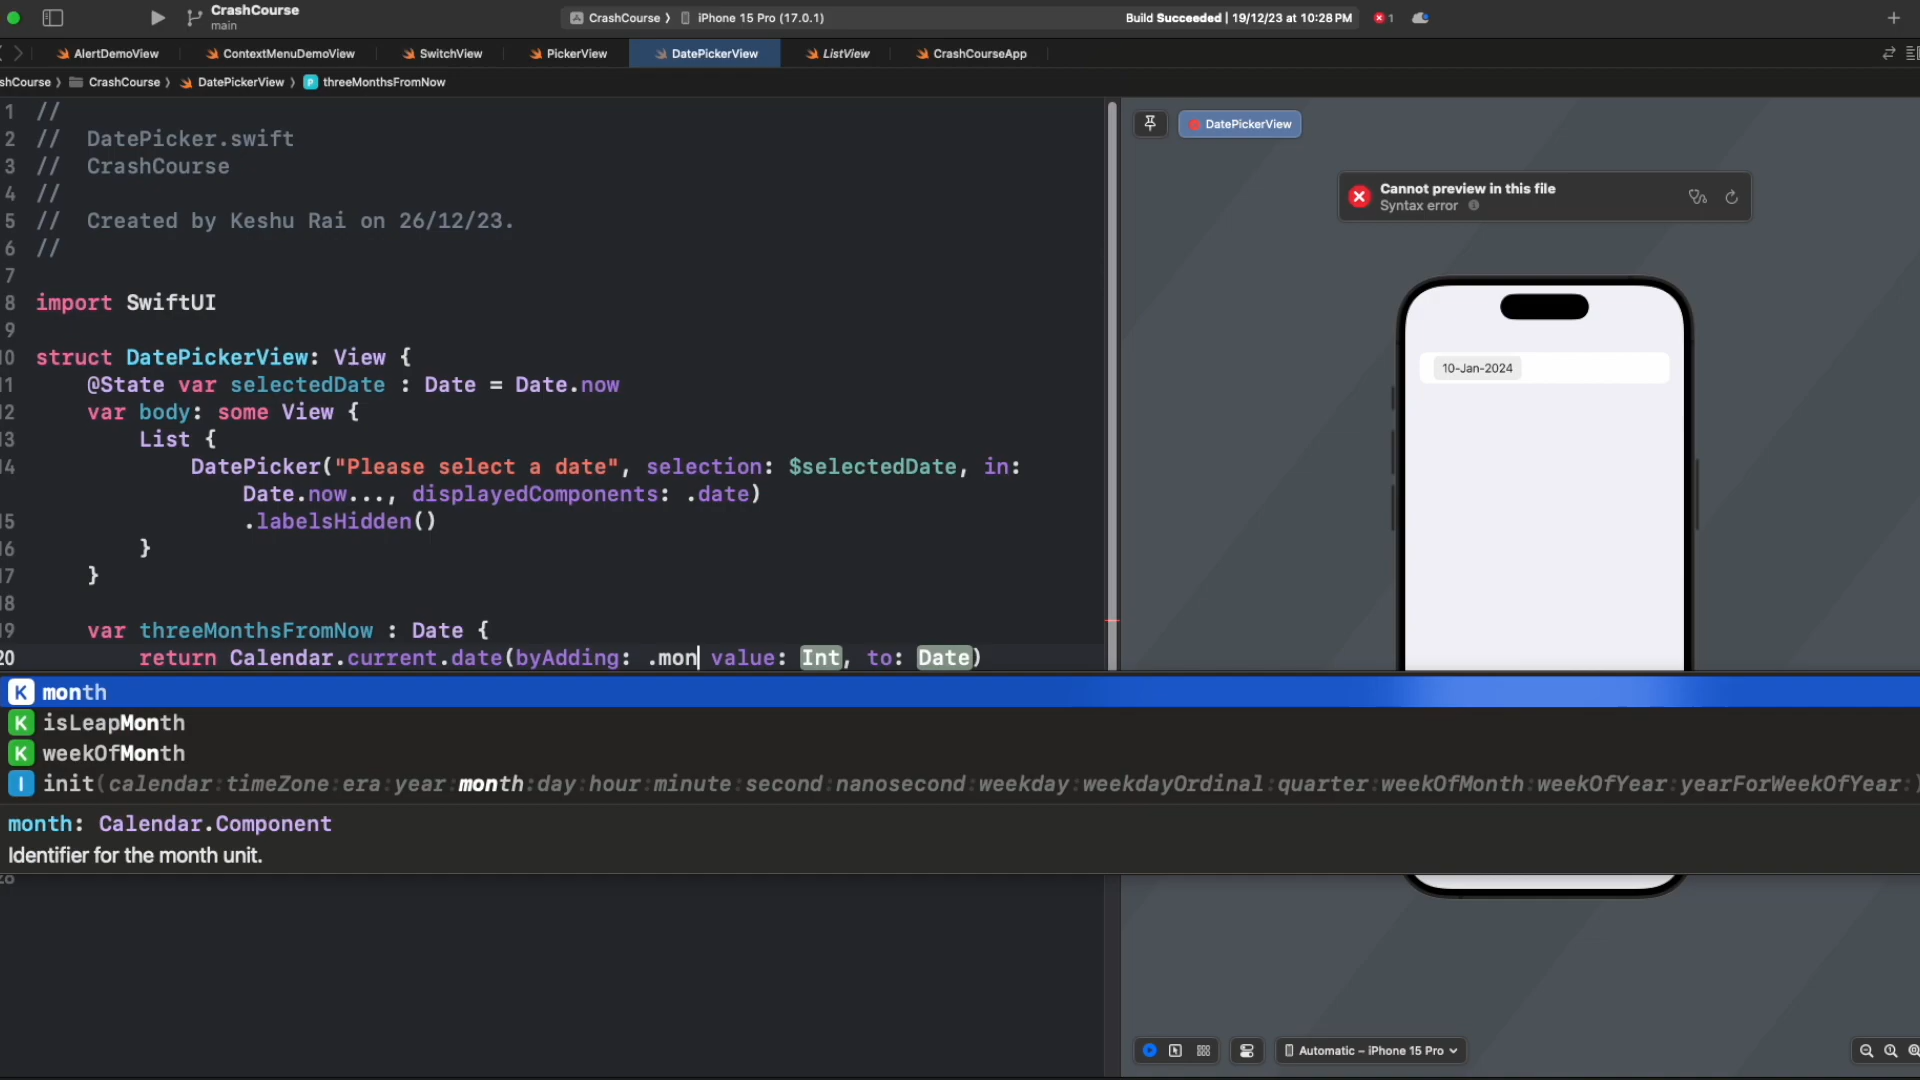 CrashCourse
main
CrashCourse
iPhone 15 Pro (17.0.1)
Build Succeeded | 19/12/23 at 10:28 PM
1
AlertDemoView
ContextMenuDemoView
SwitchView
PickerView
DatePickerView
ListView
CrashCourseApp
shCourse
CrashCourse
DatePickerView
threeMonthsFromNow
1 //
2 //  DatePicker.swift
3 //  CrashCourse
4 //
5 //  Created by Keshu Rai on 26/12/23.
6 //
7
8 import SwiftUI
9
10 struct DatePickerView: View {
11     @State var selectedDate : Date = Date.now
12     var body: some View {
13         List {
14             DatePicker("Please select a date", selection: $selectedDate, in:
Date.now..., displayedComponents: .date)
15                 .labelsHidden()
16         }
17     }
18
19     var threeMonthsFromNow : Date {
20         return Calendar.current.date(byAdding: .mon value: Int, to: Date)
K month
K isLeapMonth
K weekOfMonth
I init(calendar:timeZone:era:year:month:day:hour:minute:second:nanosecond:weekday:weekdayOrdinal:quarter:weekOfMonth:weekOfYear:yearForWeekOfYear:)
month: Calendar.Component
Identifier for the month unit.
DatePickerView
Cannot preview in this file
Syntax error
10-Jan-2024
Automatic – iPhone 15 Pro